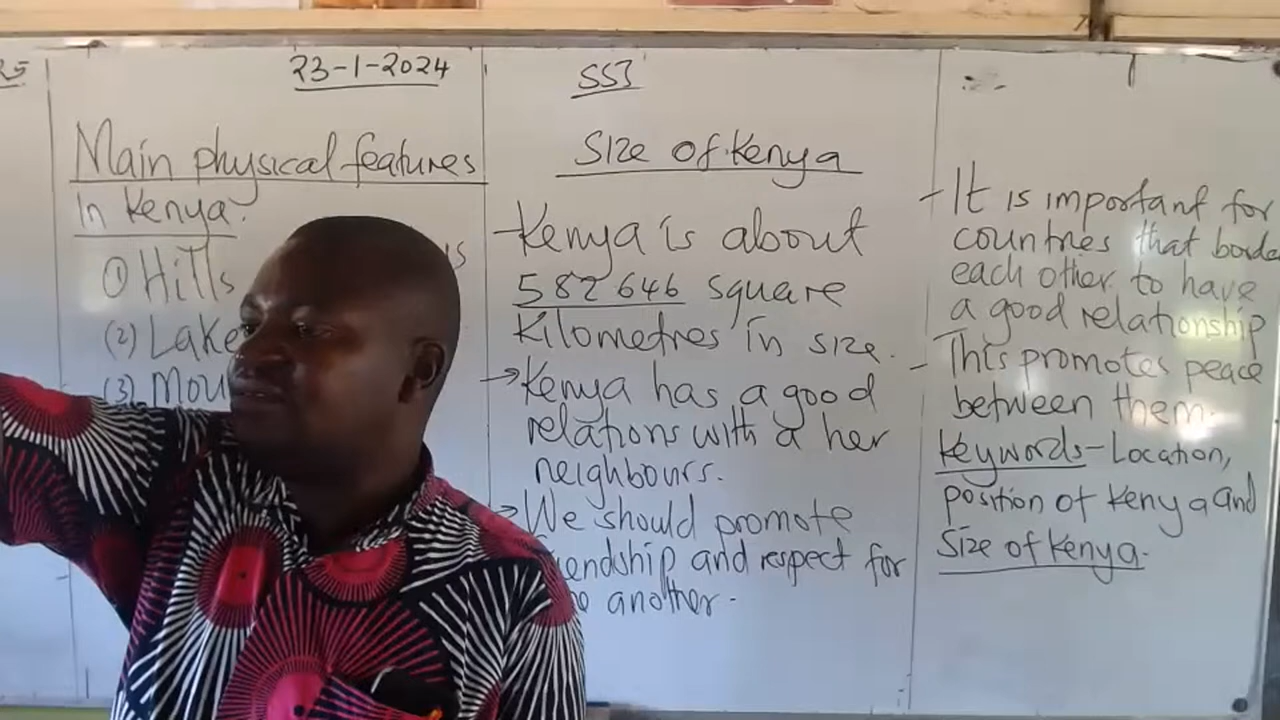 25
23-1-2024
Main physical features
In Kenya.
(1) Hills
(2) Lake
(3) Mou
SS3
Size of Kenya
-Kenya is about
582 646 square
Kilometres in size.
→Kenya has a good
relations with a her
neighbours.
→We should promote
endship and respect for
another.
-It is important for
countries that borde
each other to have
a good relationship
-This promotes peace
between them.
Keywords-Location,
position of Kenya and
Size of Kenya.